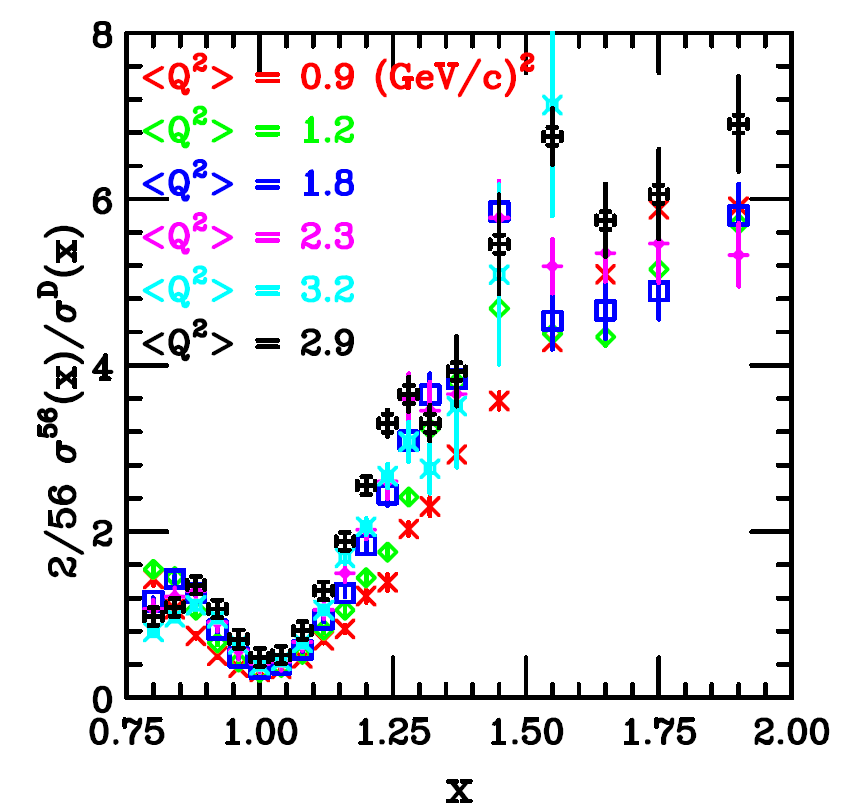 8
<Q²> = 0.9 (GeV/c)²
<Q²> = 1.2
<Q²> = 1.8
6
<Q²> = 2.3
<Q²> = 3.2
<Q²> = 2.9
4
2
0
2/56 σ⁵⁶(x)/σᴰ(x)
0.75 1.00 1.25 1.50 1.75 2.00
x